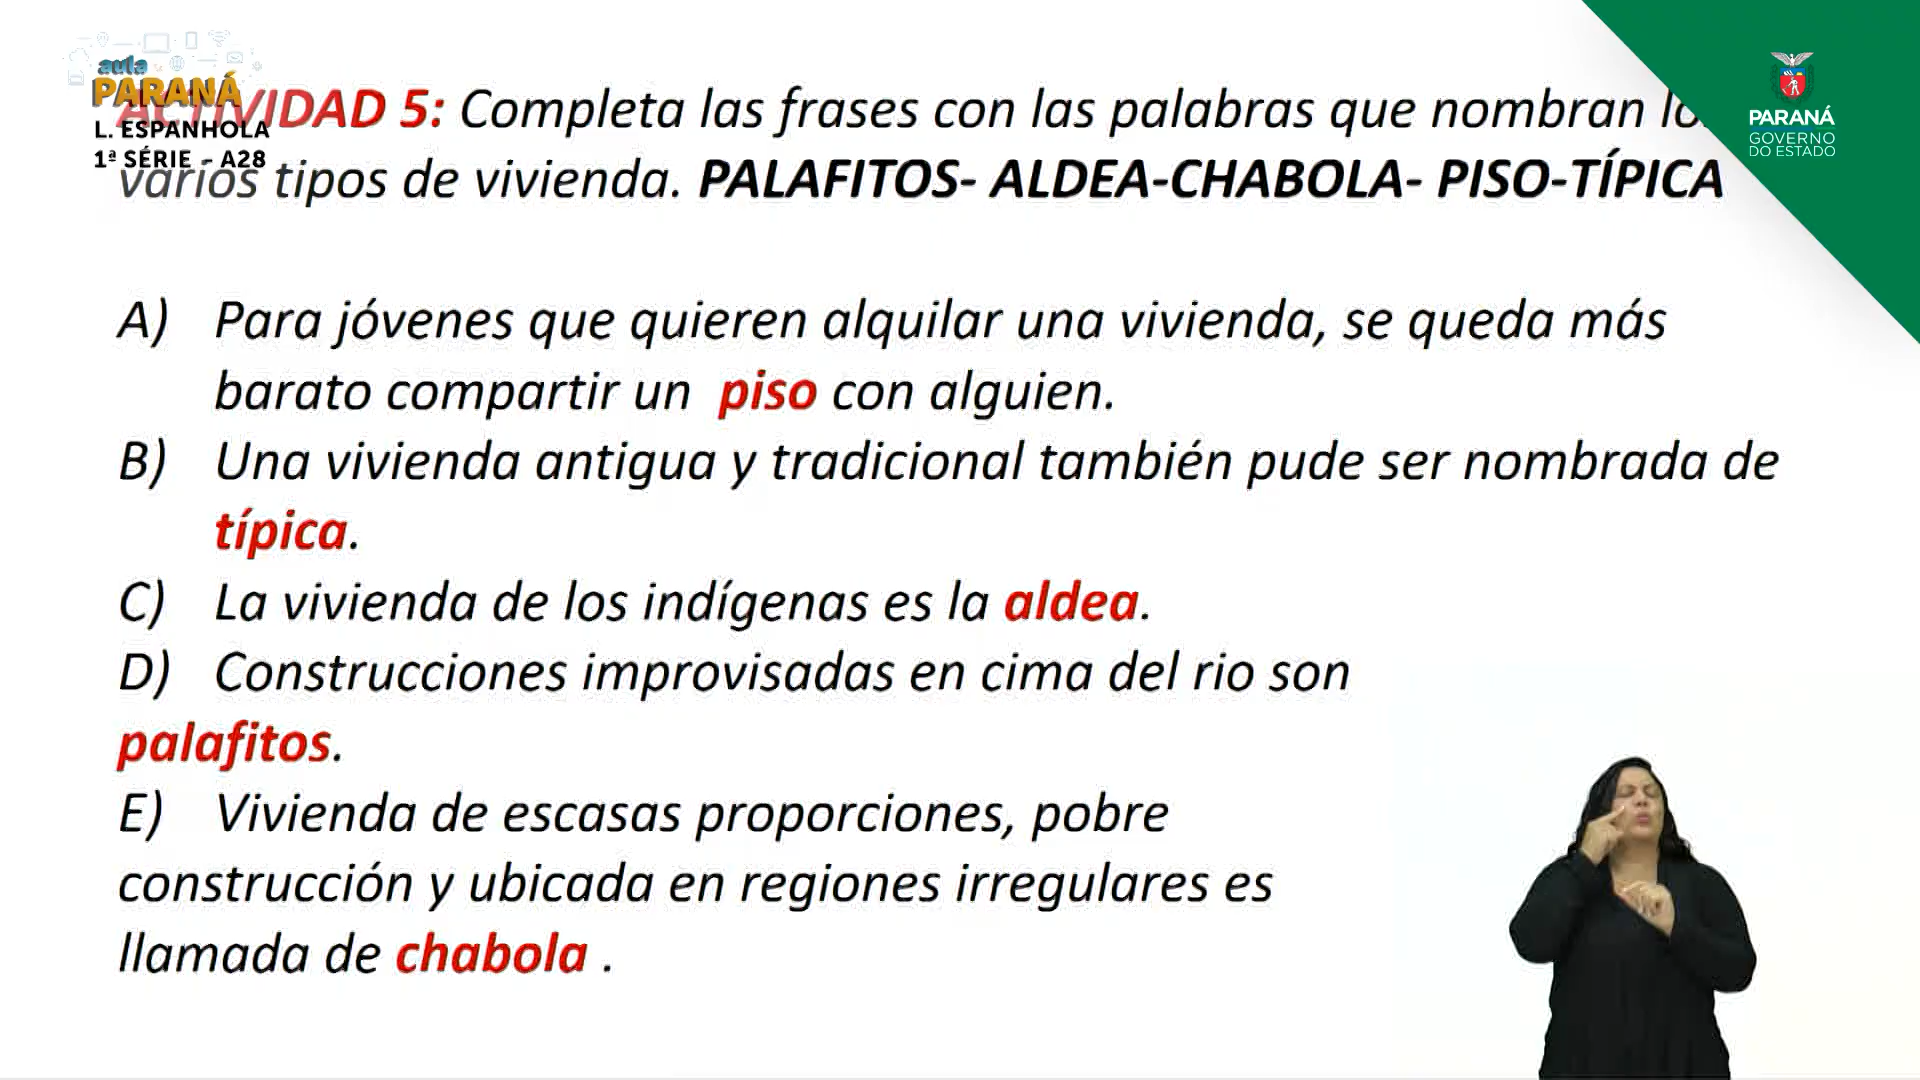 aula
PARANÁ
L. ESPANHOLA
1ª SÉRIE - A28
PARANÁ
GOVERNO
DO ESTADO
ACTIVIDAD 5: Completa las frases con las palabras que nombran
varios tipos de vivienda. PALAFITOS- ALDEA-CHABOLA- PISO-TÍPICA
A) Para jóvenes que quieren alquilar una vivienda, se queda más
barato compartir un piso con alguien.
B) Una vivienda antigua y tradicional también pude ser nombrada de
típica.
C) La vivienda de los indígenas es la aldea.
D) Construcciones improvisadas en cima del rio son
palafitos.
E) Vivienda de escasas proporciones, pobre
construcción y ubicada en regiones irregulares es
llamada de chabola .